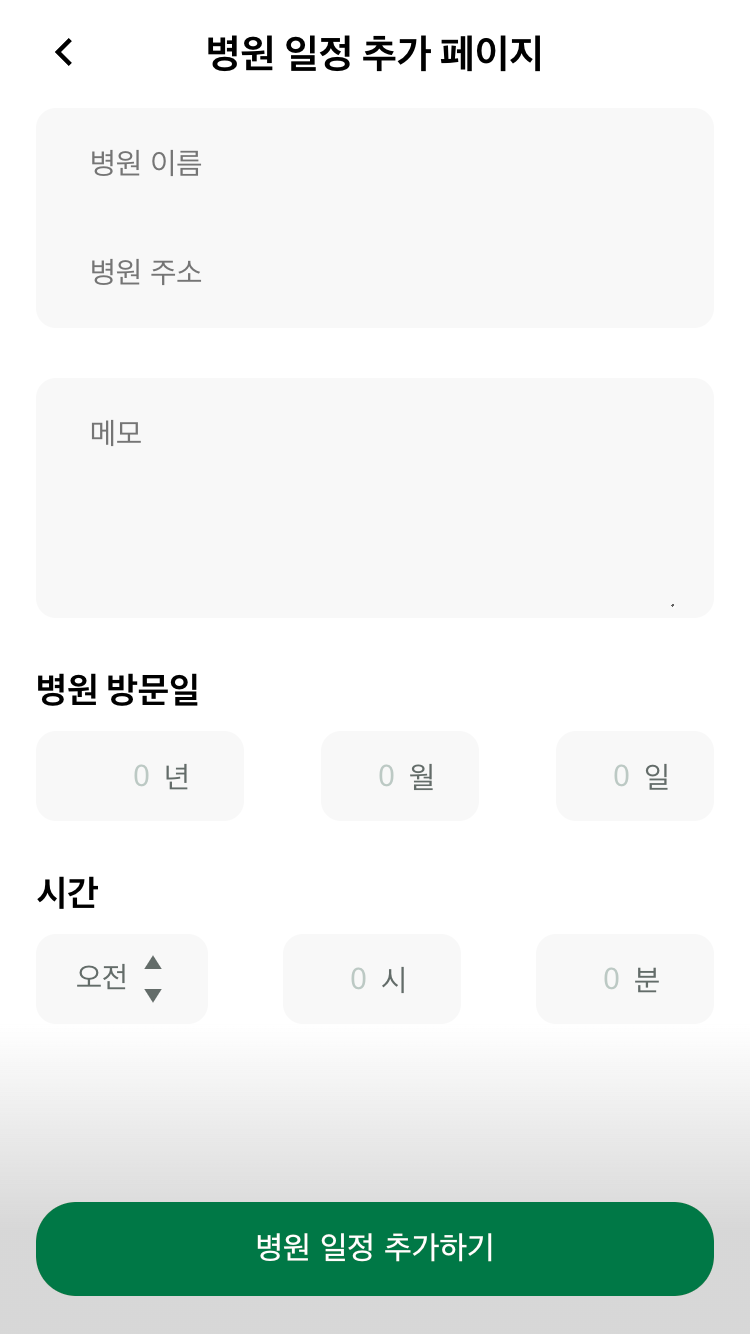 병원 일정 추가 페이지
병원 이름
병원 주소
메모
병원 방문일
0 년 0 월 0 일
시간
오전 0 시 0 분
병원 일정 추가하기